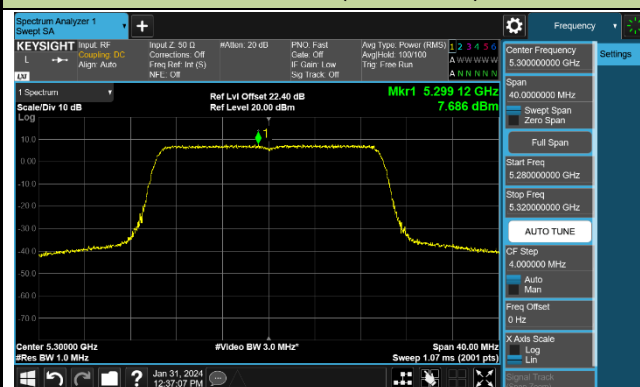 Spectrum Analyzer 1
Swept SA
Frequency
KEYSIGHT
Input: RF
Coupling: DC
Align: Auto
Input Z: 50 Ω
Corrections: Off
Freq Ref: Int (S)
NFE: Off
#Atten: 20 dB
PNO: Fast
Gate: Off
IF Gain: Low
Sig Track: Off
Avg Type: Power (RMS)
Avg|Hold: 100/100
Trig: Free Run
1 2 3 4 5 6
A W W W W W
A N N N N N
L
LXI
1 Spectrum
Scale/Div 10 dB
Ref Lvl Offset 22.40 dB
Ref Level 20.00 dBm
Mkr1 5.299 12 GHz
7.686 dBm
Log
1
10.0
0.00
-10.0
-20.0
-30.0
-40.0
-50.0
-60.0
-70.0
Center 5.30000 GHz
#Res BW 1.0 MHz
#Video BW 3.0 MHz*
Span 40.00 MHz
Sweep 1.07 ms (2001 pts)
Jan 31, 2024
12:37:07 PM
Center Frequency
5.300000000 GHz
Span
40.0000000 MHz
Swept Span
Zero Span
Full Span
Start Freq
5.280000000 GHz
Stop Freq
5.320000000 GHz
AUTO TUNE
CF Step
4.000000 MHz
Auto
Man
Freq Offset
0 Hz
X Axis Scale
Log
Lin
Signal Track
Settings